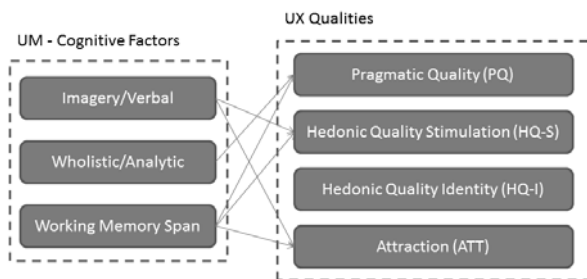 UM - Cognitive Factors
Imagery/Verbal
Wholistic/Analytic
Working Memory Span
UX Qualities
Pragmatic Quality (PQ)
Hedonic Quality Stimulation (HQ-S)
Hedonic Quality Identity (HQ-I)
Attraction (ATT)